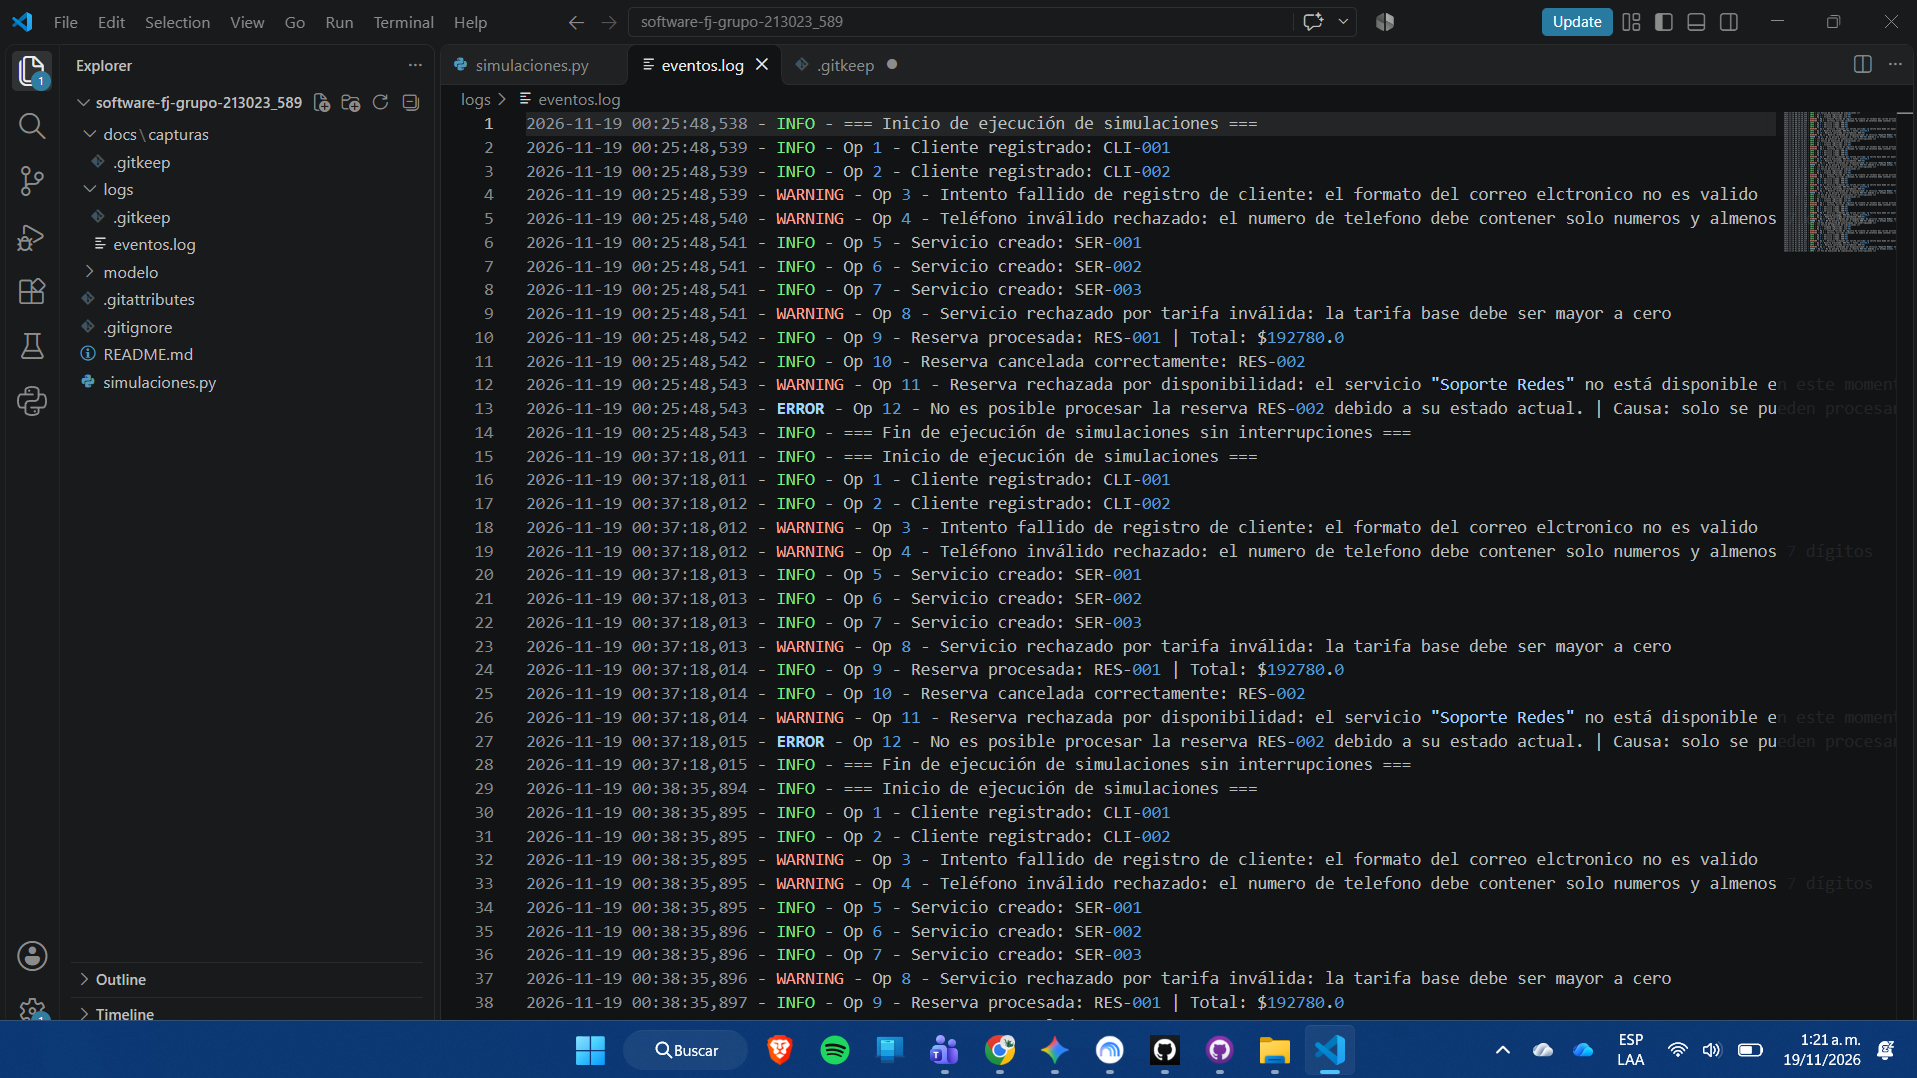 File Edit Selection View Go Run Terminal Help
software-fj-grupo-213023_589
Update
Explorer
software-fj-grupo-213023_589
docs\capturas
.gitkeep
logs
.gitkeep
eventos.log
modelo
.gitattributes
.gitignore
README.md
simulaciones.py
Outline
Timeline
simulaciones.py
eventos.log
.gitkeep
logs > eventos.log
1 2026-11-19 00:25:48,538 - INFO - === Inicio de ejecución de simulaciones ===
2 2026-11-19 00:25:48,539 - INFO - Op 1 - Cliente registrado: CLI-001
3 2026-11-19 00:25:48,539 - INFO - Op 2 - Cliente registrado: CLI-002
4 2026-11-19 00:25:48,539 - WARNING - Op 3 - Intento fallido de registro de cliente: el formato del correo elctronico no es valido
5 2026-11-19 00:25:48,540 - WARNING - Op 4 - Teléfono inválido rechazado: el numero de telefono debe contener solo numeros y almenos
6 2026-11-19 00:25:48,541 - INFO - Op 5 - Servicio creado: SER-001
7 2026-11-19 00:25:48,541 - INFO - Op 6 - Servicio creado: SER-002
8 2026-11-19 00:25:48,541 - INFO - Op 7 - Servicio creado: SER-003
9 2026-11-19 00:25:48,541 - WARNING - Op 8 - Servicio rechazado por tarifa inválida: la tarifa base debe ser mayor a cero
10 2026-11-19 00:25:48,542 - INFO - Op 9 - Reserva procesada: RES-001 | Total: $192780.0
11 2026-11-19 00:25:48,542 - INFO - Op 10 - Reserva cancelada correctamente: RES-002
12 2026-11-19 00:25:48,543 - WARNING - Op 11 - Reserva rechazada por disponibilidad: el servicio "Soporte Redes" no está disponible en este momen
13 2026-11-19 00:25:48,543 - ERROR - Op 12 - No es posible procesar la reserva RES-002 debido a su estado actual. | Causa: solo se pueden procesa
14 2026-11-19 00:25:48,543 - INFO - === Fin de ejecución de simulaciones sin interrupciones ===
15 2026-11-19 00:37:18,011 - INFO - === Inicio de ejecución de simulaciones ===
16 2026-11-19 00:37:18,011 - INFO - Op 1 - Cliente registrado: CLI-001
17 2026-11-19 00:37:18,012 - INFO - Op 2 - Cliente registrado: CLI-002
18 2026-11-19 00:37:18,012 - WARNING - Op 3 - Intento fallido de registro de cliente: el formato del correo elctronico no es valido
19 2026-11-19 00:37:18,012 - WARNING - Op 4 - Teléfono inválido rechazado: el numero de telefono debe contener solo numeros y almenos 7 dígitos
20 2026-11-19 00:37:18,013 - INFO - Op 5 - Servicio creado: SER-001
21 2026-11-19 00:37:18,013 - INFO - Op 6 - Servicio creado: SER-002
22 2026-11-19 00:37:18,013 - INFO - Op 7 - Servicio creado: SER-003
23 2026-11-19 00:37:18,013 - WARNING - Op 8 - Servicio rechazado por tarifa inválida: la tarifa base debe ser mayor a cero
24 2026-11-19 00:37:18,014 - INFO - Op 9 - Reserva procesada: RES-001 | Total: $192780.0
25 2026-11-19 00:37:18,014 - INFO - Op 10 - Reserva cancelada correctamente: RES-002
26 2026-11-19 00:37:18,014 - WARNING - Op 11 - Reserva rechazada por disponibilidad: el servicio "Soporte Redes" no está disponible en este momen
27 2026-11-19 00:37:18,015 - ERROR - Op 12 - No es posible procesar la reserva RES-002 debido a su estado actual. | Causa: solo se pueden procesa
28 2026-11-19 00:37:18,015 - INFO - === Fin de ejecución de simulaciones sin interrupciones ===
29 2026-11-19 00:38:35,894 - INFO - === Inicio de ejecución de simulaciones ===
30 2026-11-19 00:38:35,895 - INFO - Op 1 - Cliente registrado: CLI-001
31 2026-11-19 00:38:35,895 - INFO - Op 2 - Cliente registrado: CLI-002
32 2026-11-19 00:38:35,895 - WARNING - Op 3 - Intento fallido de registro de cliente: el formato del correo elctronico no es valido
33 2026-11-19 00:38:35,895 - WARNING - Op 4 - Teléfono inválido rechazado: el numero de telefono debe contener solo numeros y almenos 7 dígitos
34 2026-11-19 00:38:35,895 - INFO - Op 5 - Servicio creado: SER-001
35 2026-11-19 00:38:35,896 - INFO - Op 6 - Servicio creado: SER-002
36 2026-11-19 00:38:35,896 - INFO - Op 7 - Servicio creado: SER-003
37 2026-11-19 00:38:35,896 - WARNING - Op 8 - Servicio rechazado por tarifa inválida: la tarifa base debe ser mayor a cero
38 2026-11-19 00:38:35,897 - INFO - Op 9 - Reserva procesada: RES-001 | Total: $192780.0
Buscar
ESP
LAA
1:21 a. m.
19/11/2026